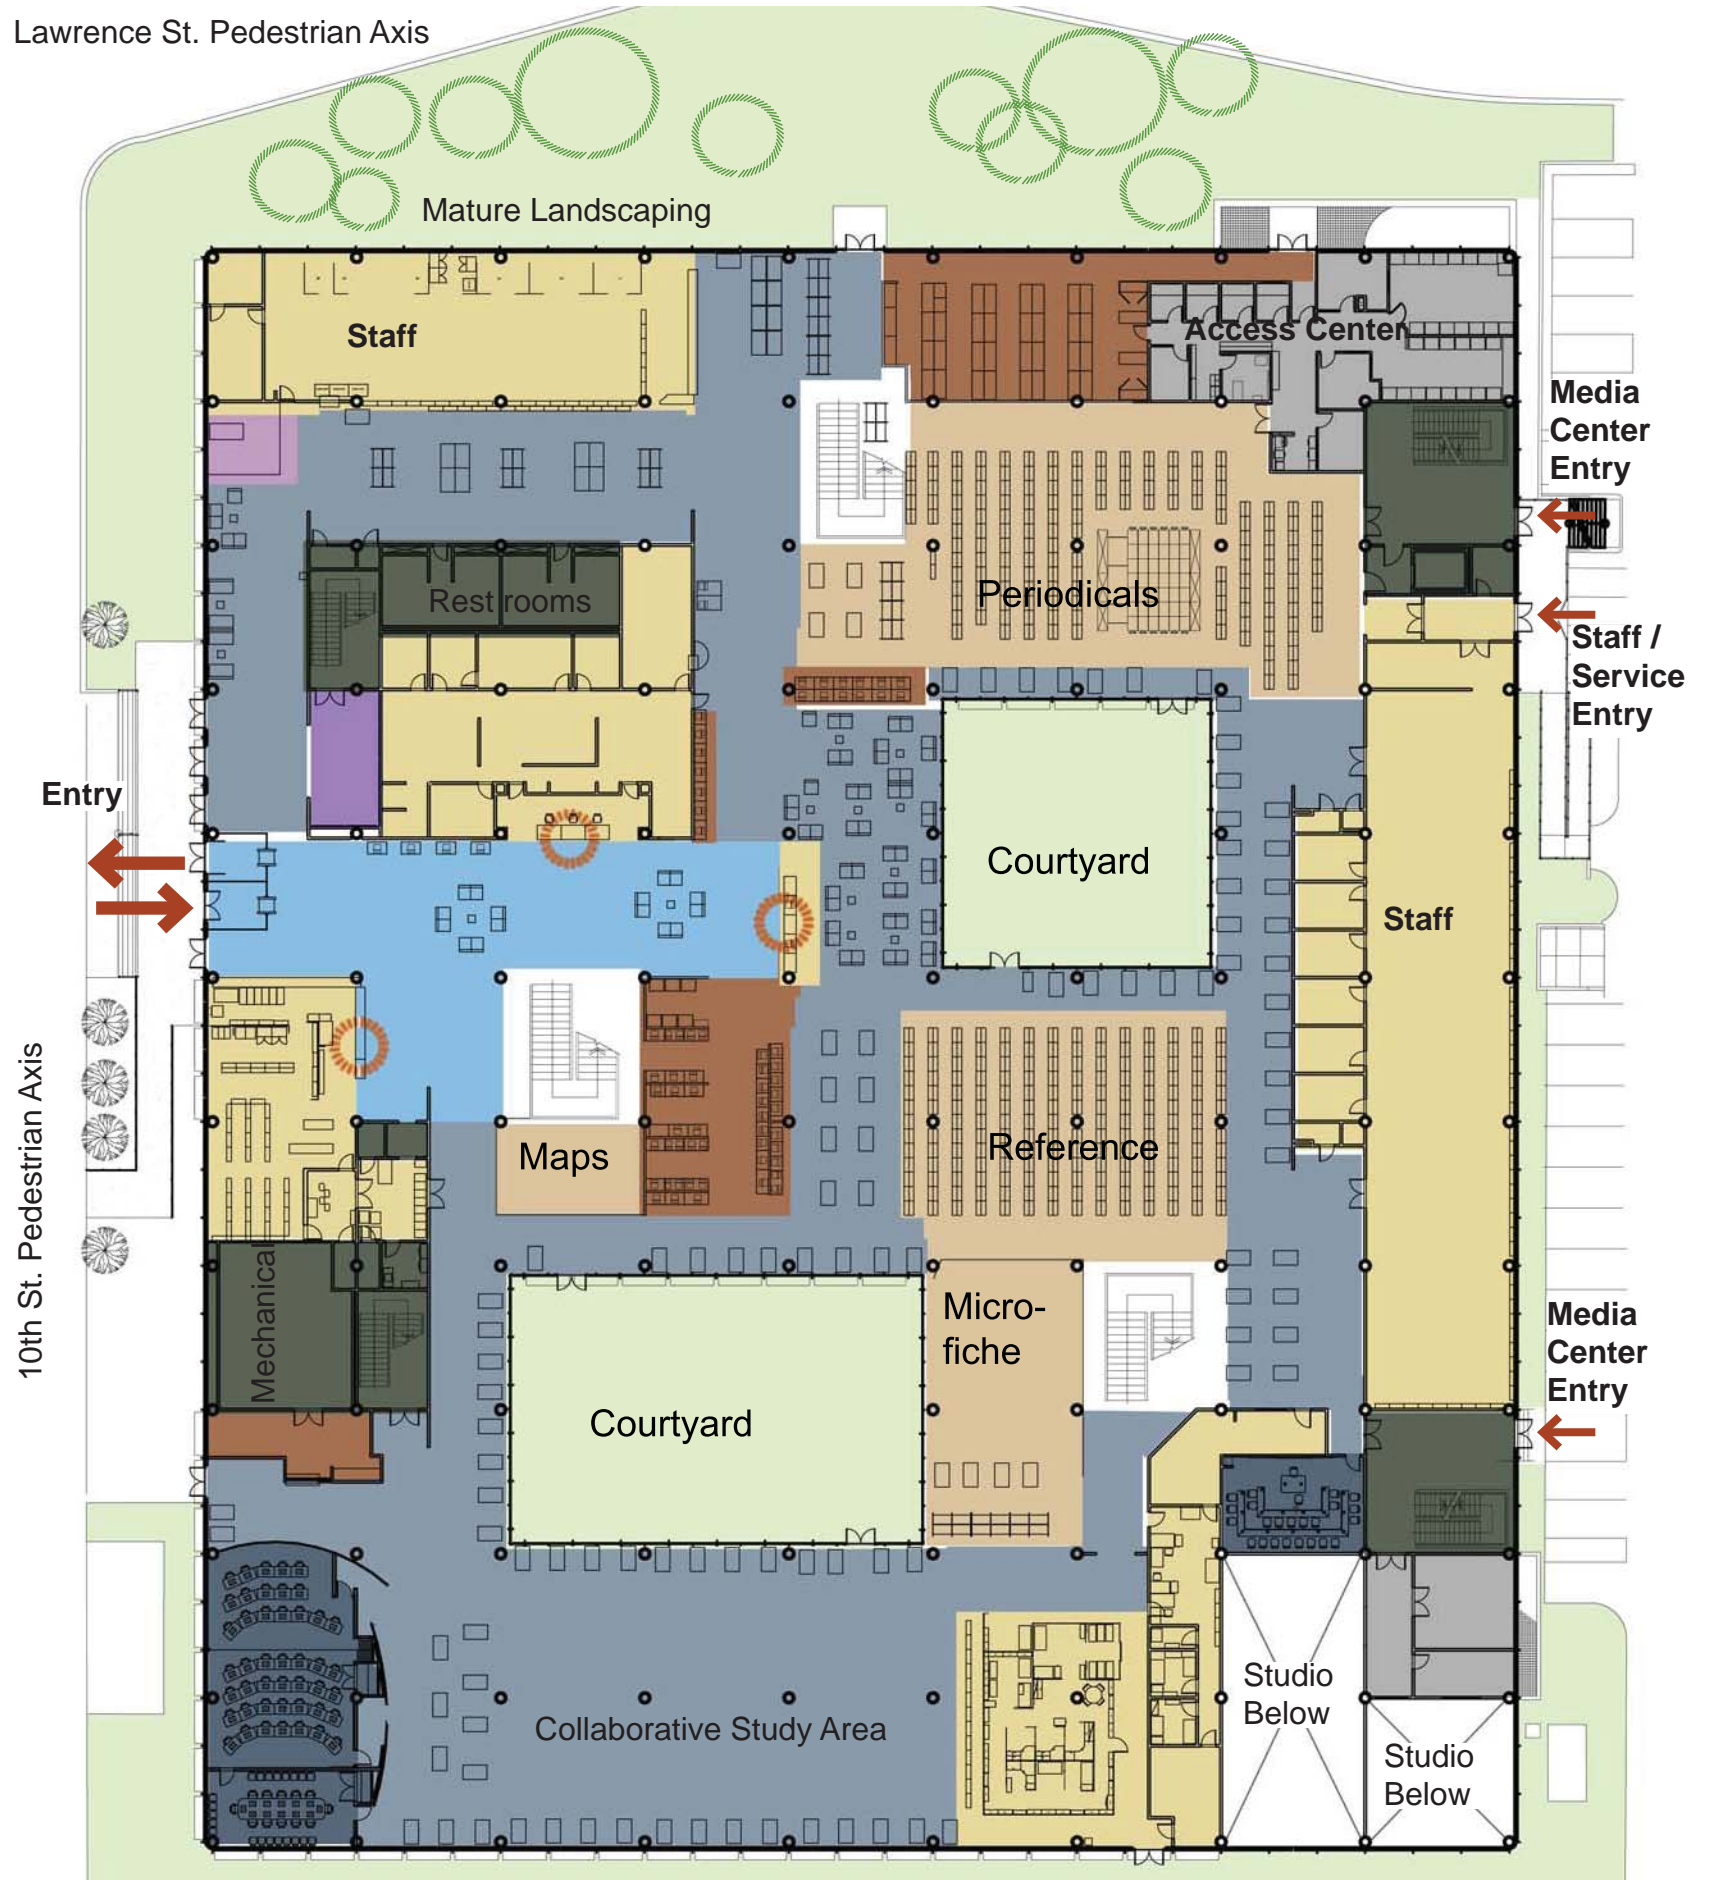 Lawrence St. Pedestrian Axis
Mature Landscaping
Staff
Access Center
Media
Center
Entry
Rest rooms
Periodicals
Staff /
Service
Entry
Entry
Courtyard
Staff
10th St. Pedestrian Axis
Maps
Reference
Mechanical
Micro-
fiche
Media
Center
Entry
Courtyard
Collaborative Study Area
Studio
Below
Studio
Below